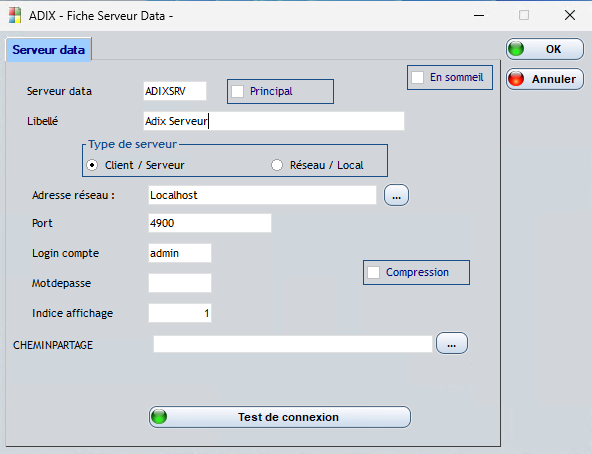 ADIX - Fiche Serveur Data -
Serveur data
OK
Annuler
En sommeil
Serveur data ADIXSRV Principal
Libellé Adix Serveur
Type de serveur
Client / Serveur Réseau / Local
Adresse réseau : Localhost ...
Port 4900
Login compte admin
Compression
Motdepasse
Indice affichage 1
CHEMINPARTAGE ...
Test de connexion